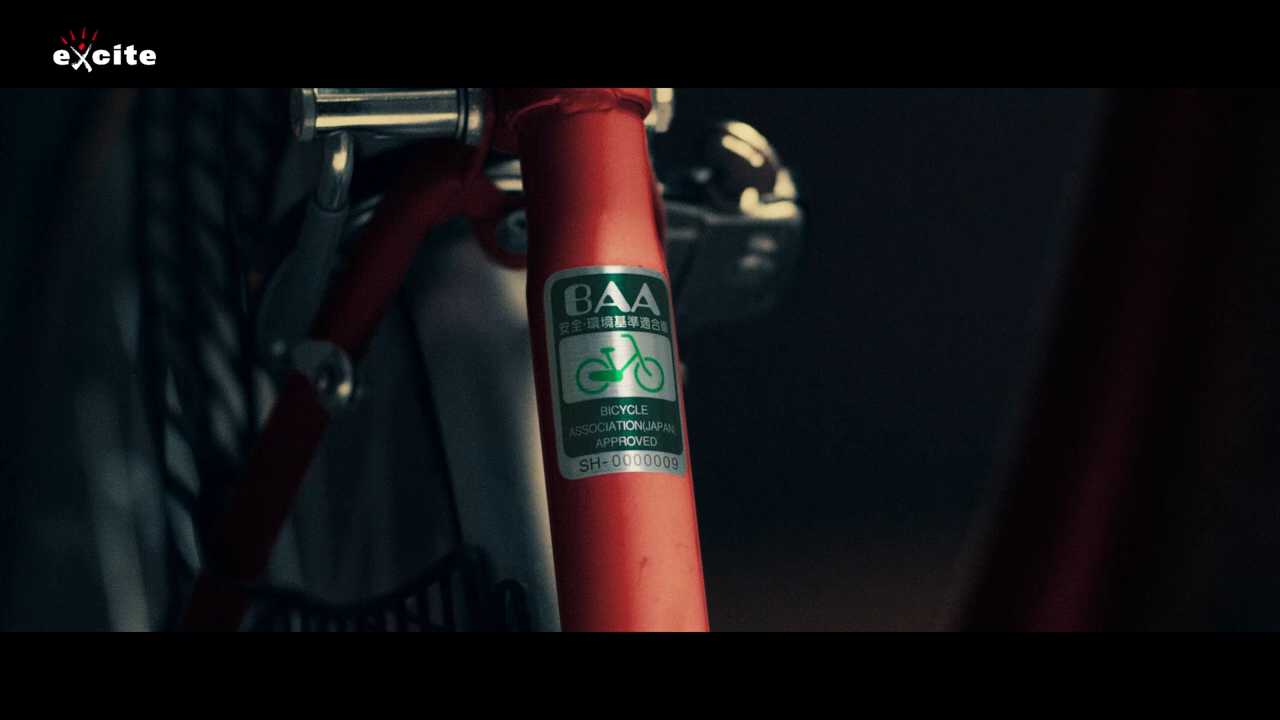 excite
BAA
安全・環境基準適合車
BICYCLE
ASSOCIATION(JAPAN)
APPROVED
SH-0000009